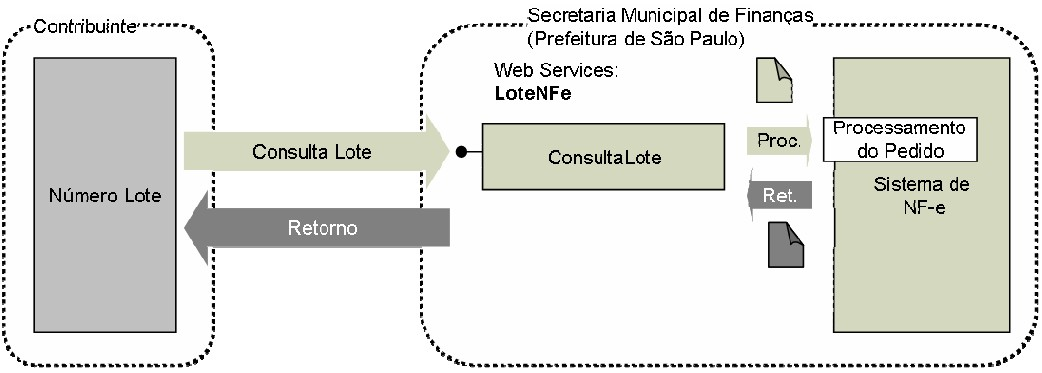 Contribuinte
Secretaria Municipal de Finanças
(Prefeitura de São Paulo)
Web Services:
LoteNFe
Número Lote
Consulta Lote
Retorno
ConsultaLote
Proc.
Ret.
Processamento
do Pedido
Sistema de
NF-e